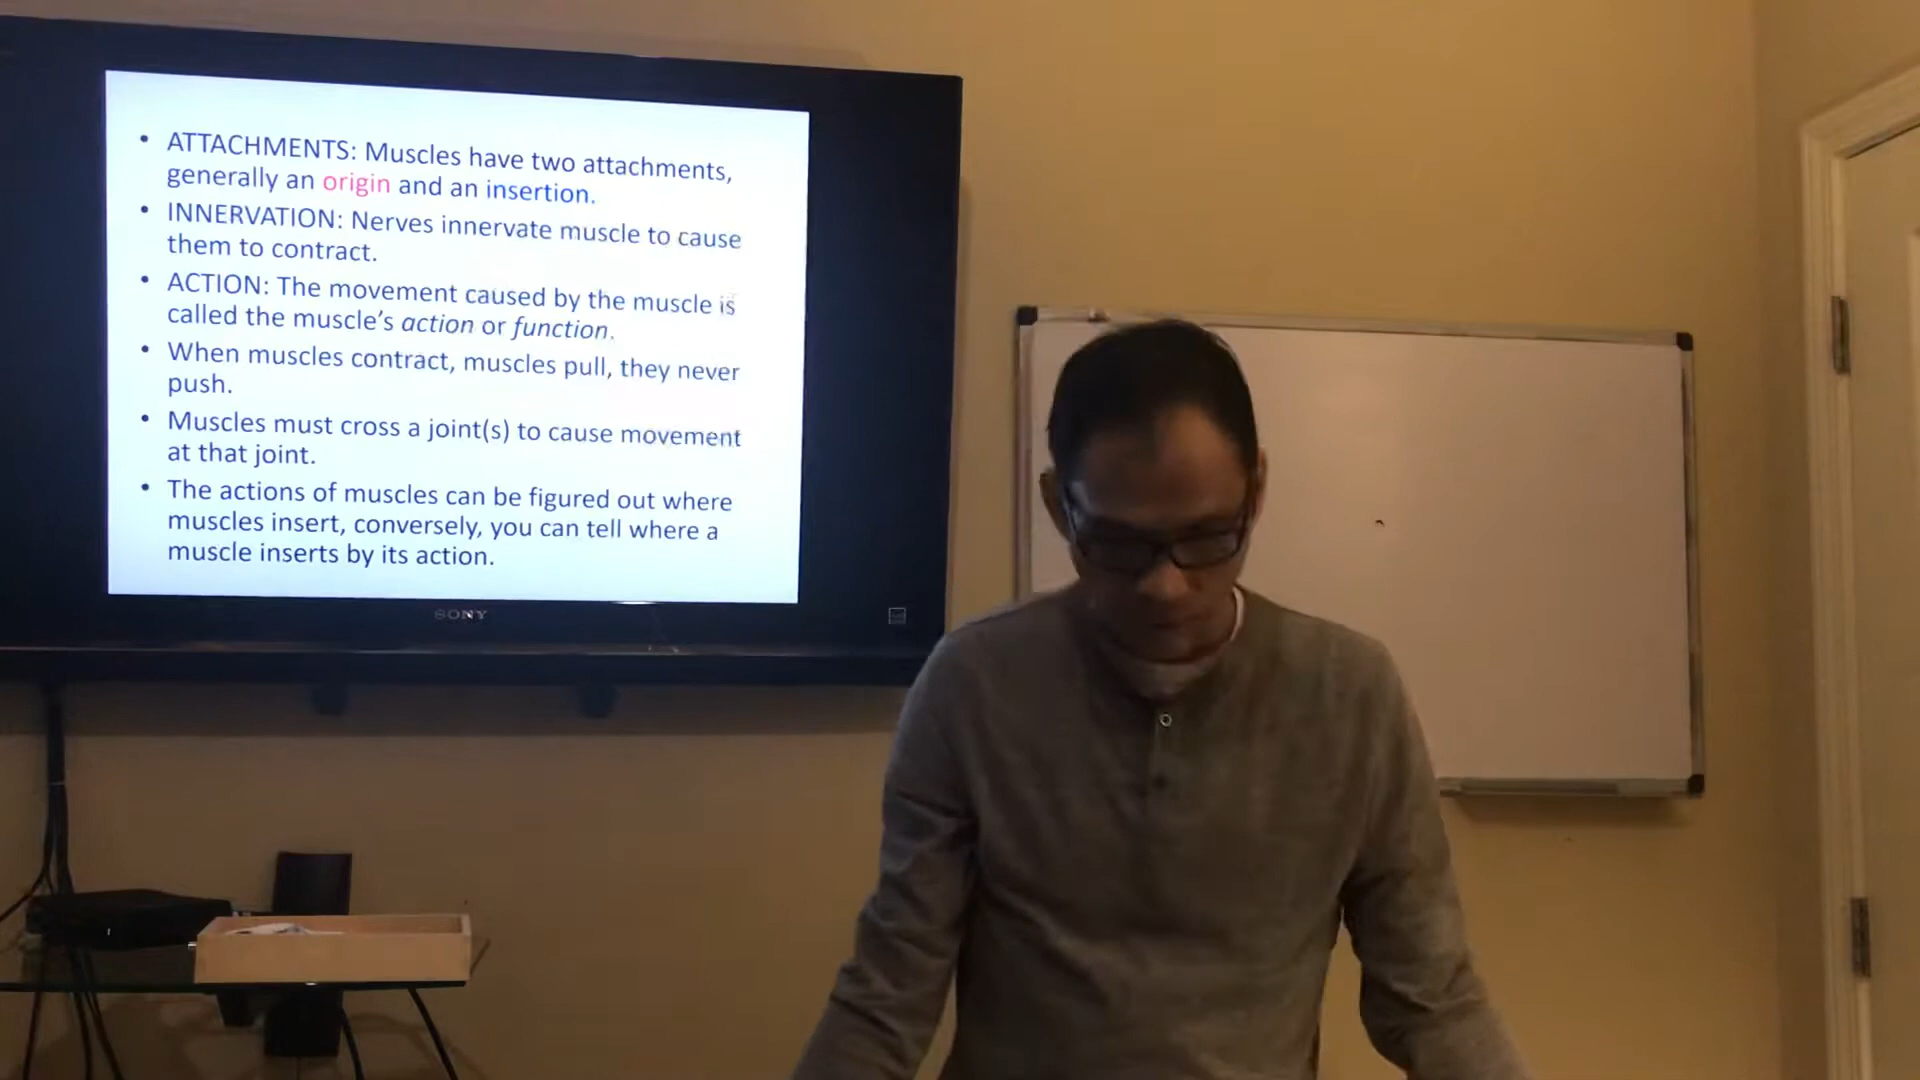 • ATTACHMENTS: Muscles have two attachments,
generally an origin and an insertion.
• INNERVATION: Nerves innervate muscle to cause
them to contract.
• ACTION: The movement caused by the muscle is
called the muscle's action or function.
• When muscles contract, muscles pull, they never
push.
• Muscles must cross a joint(s) to cause movement
at that joint.
• The actions of muscles can be figured out where
muscles insert, conversely, you can tell where a
muscle inserts by its action.
SONY